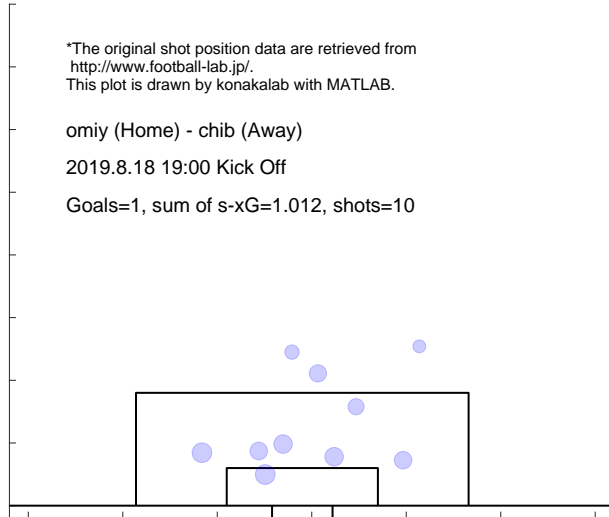 *The original shot position data are retrieved from
http://www.football-lab.jp/.
This plot is drawn by konakalab with MATLAB.
omiy (Home) - chib (Away)
2019.8.18 19:00 Kick Off
Goals=1, sum of s-xG=1.012, shots=10